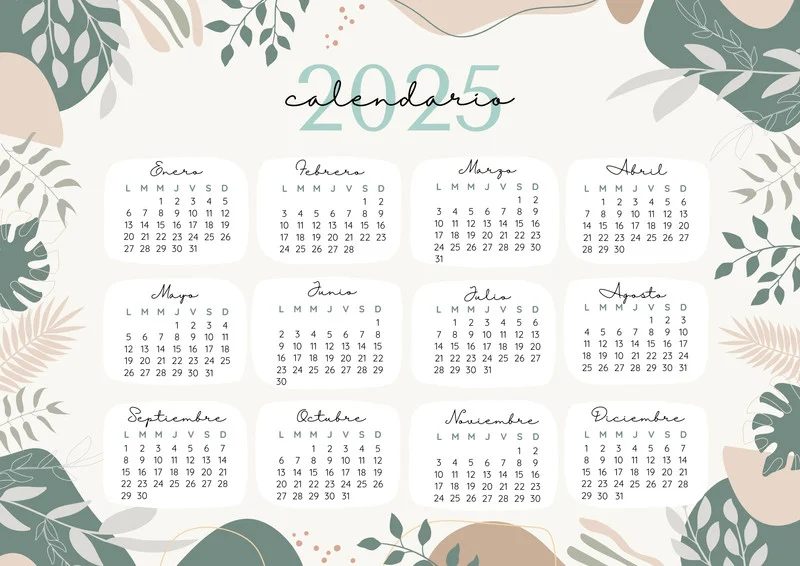 2025
calendario
Enero
L M M J V S D
1 2 3 4 5
6 7 8 9 10 11 12
13 14 15 16 17 18 19
20 21 22 23 24 25 26
27 28 29 30 31
Febrero
L M M J V S D
1 2
3 4 5 6 7 8 9
10 11 12 13 14 15 16
17 18 19 20 21 22 23
24 25 26 27 28
Marzo
L M M J V S D
1 2
3 4 5 6 7 8 9
10 11 12 13 14 15 16
17 18 19 20 21 22 23
24 25 26 27 28 29 30
31
Abril
L M M J V S D
1 2 3 4 5 6
7 8 9 10 11 12 13
14 15 16 17 18 19 20
21 22 23 24 25 26 27
28 29 30
Mayo
L M M J V S D
1 2 3 4
5 6 7 8 9 10 11
12 13 14 15 16 17 18
19 20 21 22 23 24 25
26 27 28 29 30 31
Junio
L M M J V S D
1
2 3 4 5 6 7 8
9 10 11 12 13 14 15
16 17 18 19 20 21 22
23 24 25 26 27 28 29
30
Julio
L M M J V S D
1 2 3 4 5 6
7 8 9 10 11 12 13
14 15 16 17 18 19 20
21 22 23 24 25 26 27
28 29 30 31
Agosto
L M M J V S D
1 2 3
4 5 6 7 8 9 10
11 12 13 14 15 16 17
18 19 20 21 22 23 24
25 26 27 28 29 30 31
Septiembre
L M M J V S D
1 2 3 4 5 6 7
8 9 10 11 12 13 14
15 16 17 18 19 20 21
22 23 24 25 26 27 28
29 30
Octubre
L M M J V S D
1 2 3 4 5
6 7 8 9 10 11 12
13 14 15 16 17 18 19
20 21 22 23 24 25 26
27 28 29 30 31
Noviembre
L M M J V S D
1 2
3 4 5 6 7 8 9
10 11 12 13 14 15 16
17 18 19 20 21 22 23
24 25 26 27 28 29 30
Diciembre
L M M J V S D
1 2 3 4 5 6 7
8 9 10 11 12 13 14
15 16 17 18 19 20 21
22 23 24 25 26 27 28
29 30 31